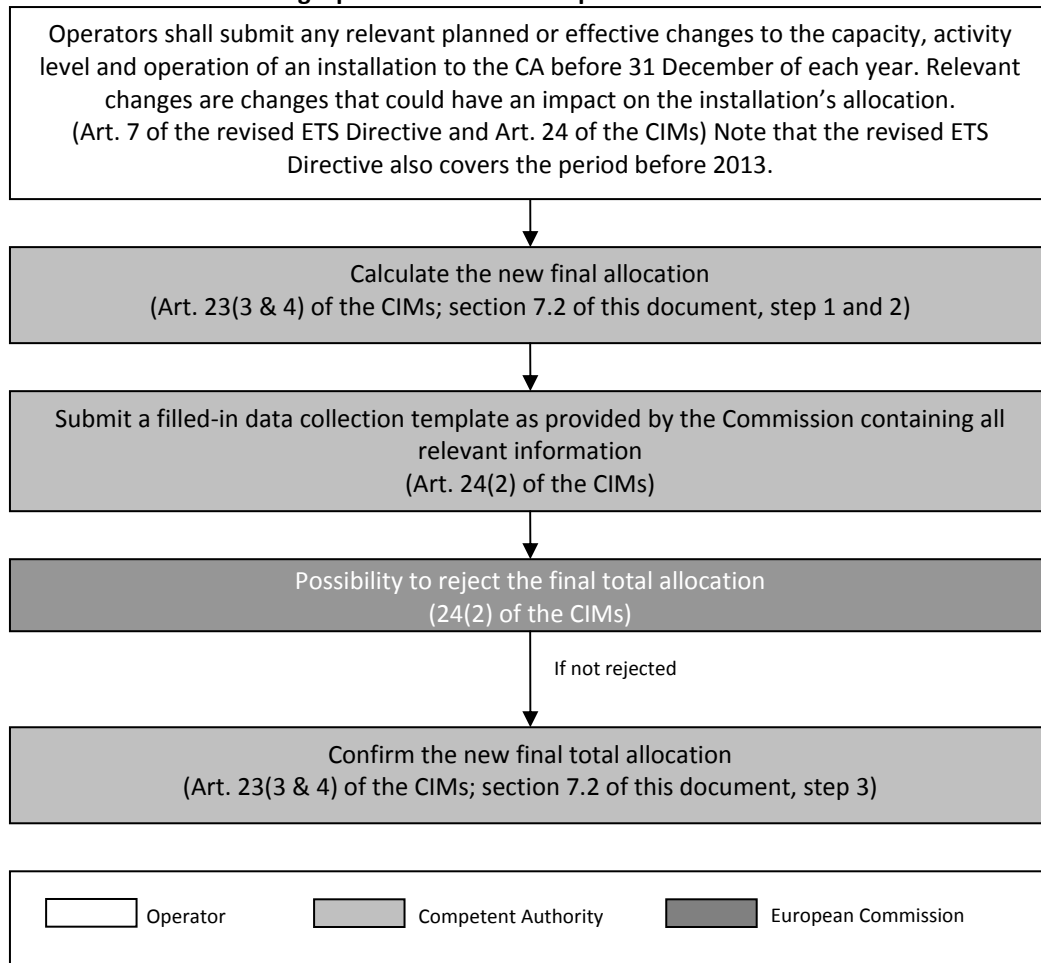 Operators shall submit any relevant planned or effective changes to the capacity, activity
level and operation of an installation to the CA before 31 December of each year. Relevant
changes are changes that could have an impact on the installation’s allocation.
(Art. 7 of the revised ETS Directive and Art. 24 of the CIMs) Note that the revised ETS
Directive also covers the period before 2013.
Calculate the new final allocation
(Art. 23(3 & 4) of the CIMs; section 7.2 of this document, step 1 and 2)
Submit a filled-in data collection template as provided by the Commission containing all
relevant information
(Art. 24(2) of the CIMs)
Possibility to reject the final total allocation
(24(2) of the CIMs)
If not rejected
Confirm the new final total allocation
(Art. 23(3 & 4) of the CIMs; section 7.2 of this document, step 3)
Operator
Competent Authority
European Commission